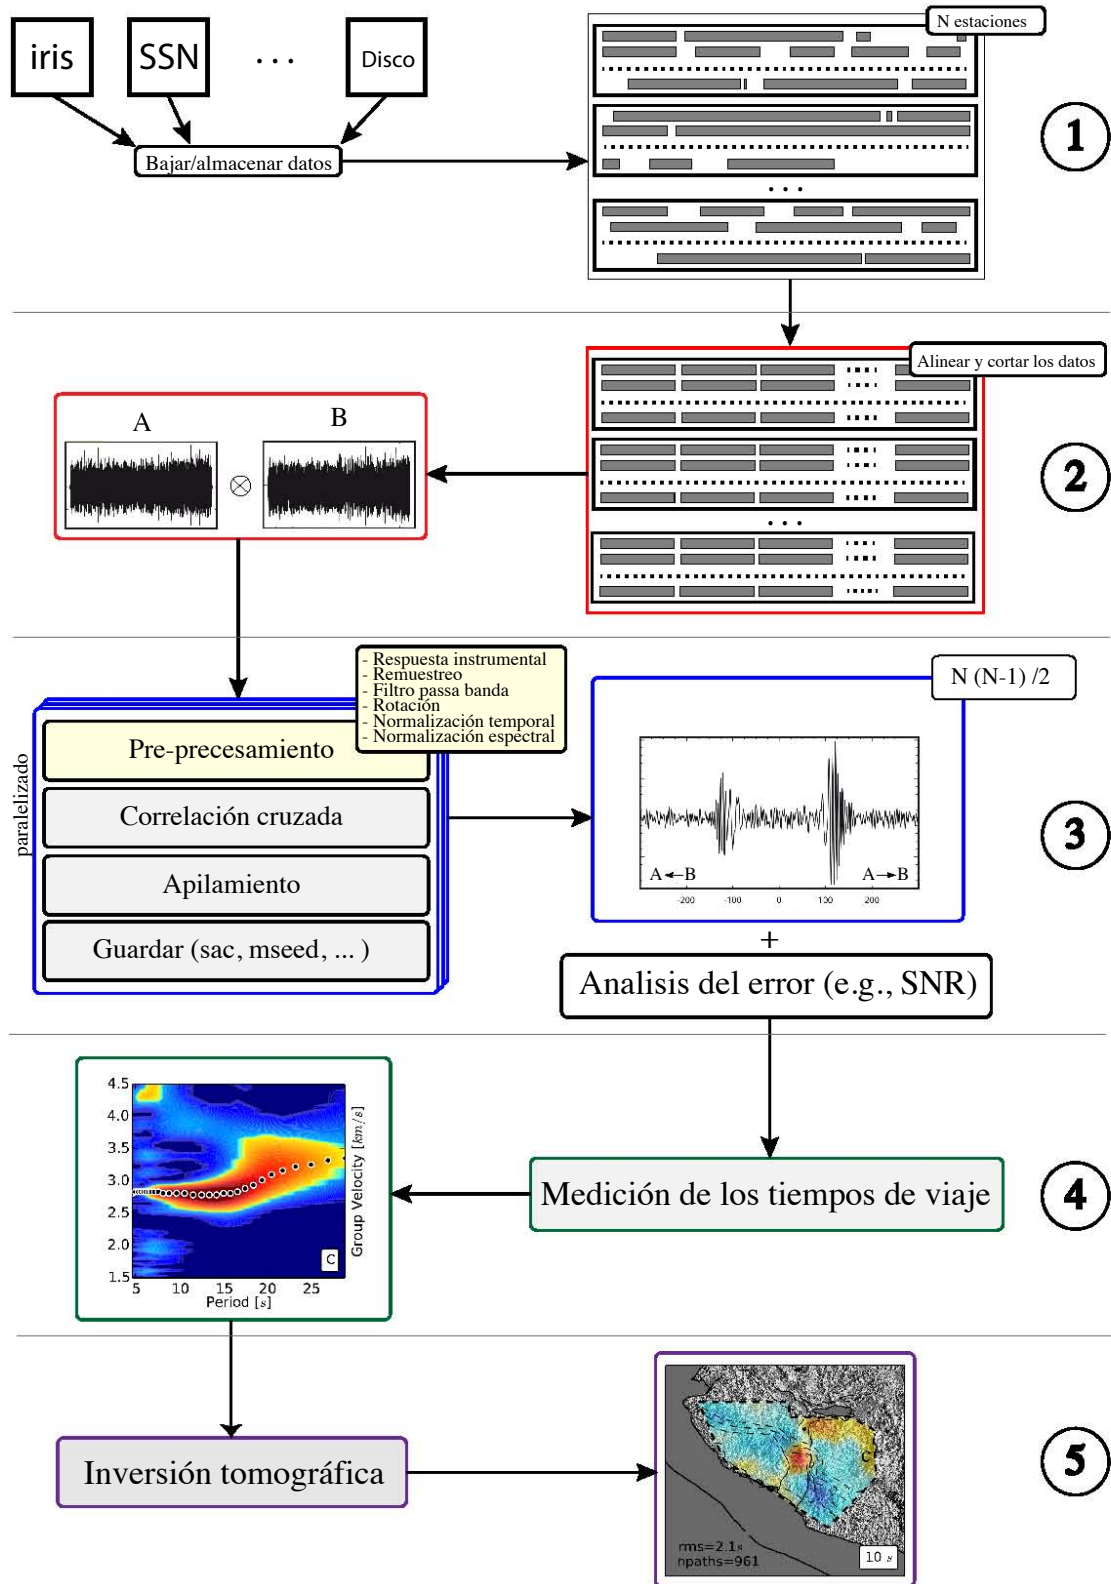 iris
SSN
. . .
Disco
Bajar/almacenar datos
N estaciones
. . .
1
Alinear y cortar los datos
. . .
A
B
2
- Respuesta instrumental
- Remuestreo
- Filtro passa banda
- Rotación
- Normalización temporal
- Normalización espectral
paralelizado
Pre-precesamiento
Correlación cruzada
Apilamiento
Guardar (sac, mseed, ... )
N (N-1) /2
A←B
A→B
-200 -100 0 100 200
+
Analisis del error (e.g., SNR)
3
4.5
4.0
3.5
3.0
2.5
2.0
1.5
5 10 15 20 25
Period [s]
Group Velocity [km/s]
C
Medición de los tiempos de viaje
4
Inversión tomográfica
C
rms=2.1s
npaths=961
10 s
5